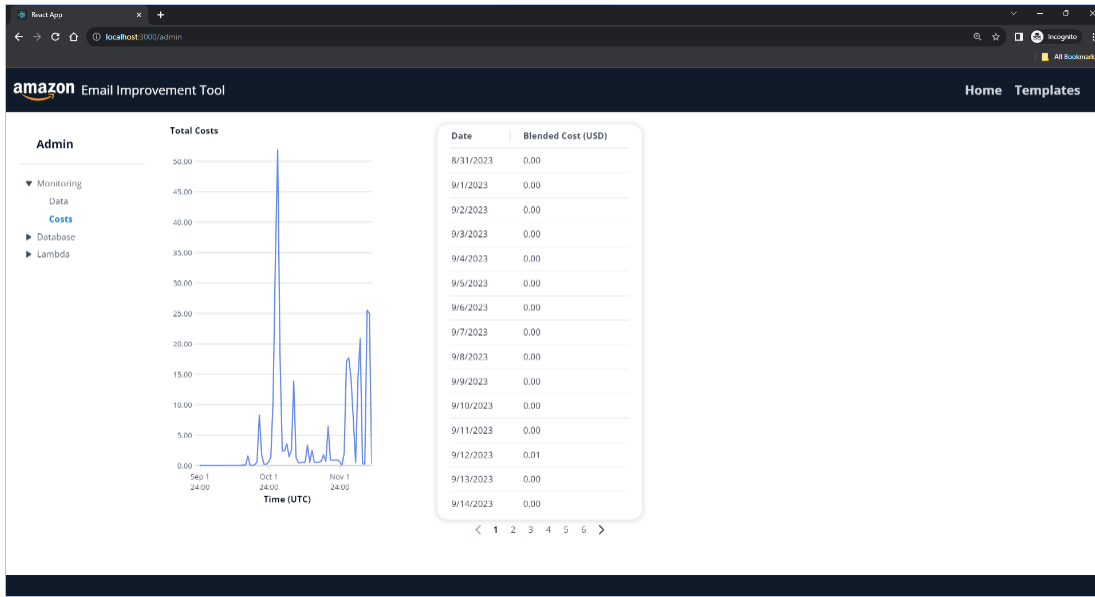 React App
localhost:3000/admin
Incognito
All Bookmark
amazon Email Improvement Tool
Home Templates
Admin
Monitoring
Data
Costs
Database
Lambda
Total Costs
50.00
45.00
40.00
35.00
30.00
25.00
20.00
15.00
10.00
5.00
0.00
Sep 1 Oct 1 Nov 1
24:00 24:00 24:00
Time (UTC)
Date Blended Cost (USD)
8/31/2023 0.00
9/1/2023 0.00
9/2/2023 0.00
9/3/2023 0.00
9/4/2023 0.00
9/5/2023 0.00
9/6/2023 0.00
9/7/2023 0.00
9/8/2023 0.00
9/9/2023 0.00
9/10/2023 0.00
9/11/2023 0.00
9/12/2023 0.01
9/13/2023 0.00
9/14/2023 0.00
1 2 3 4 5 6